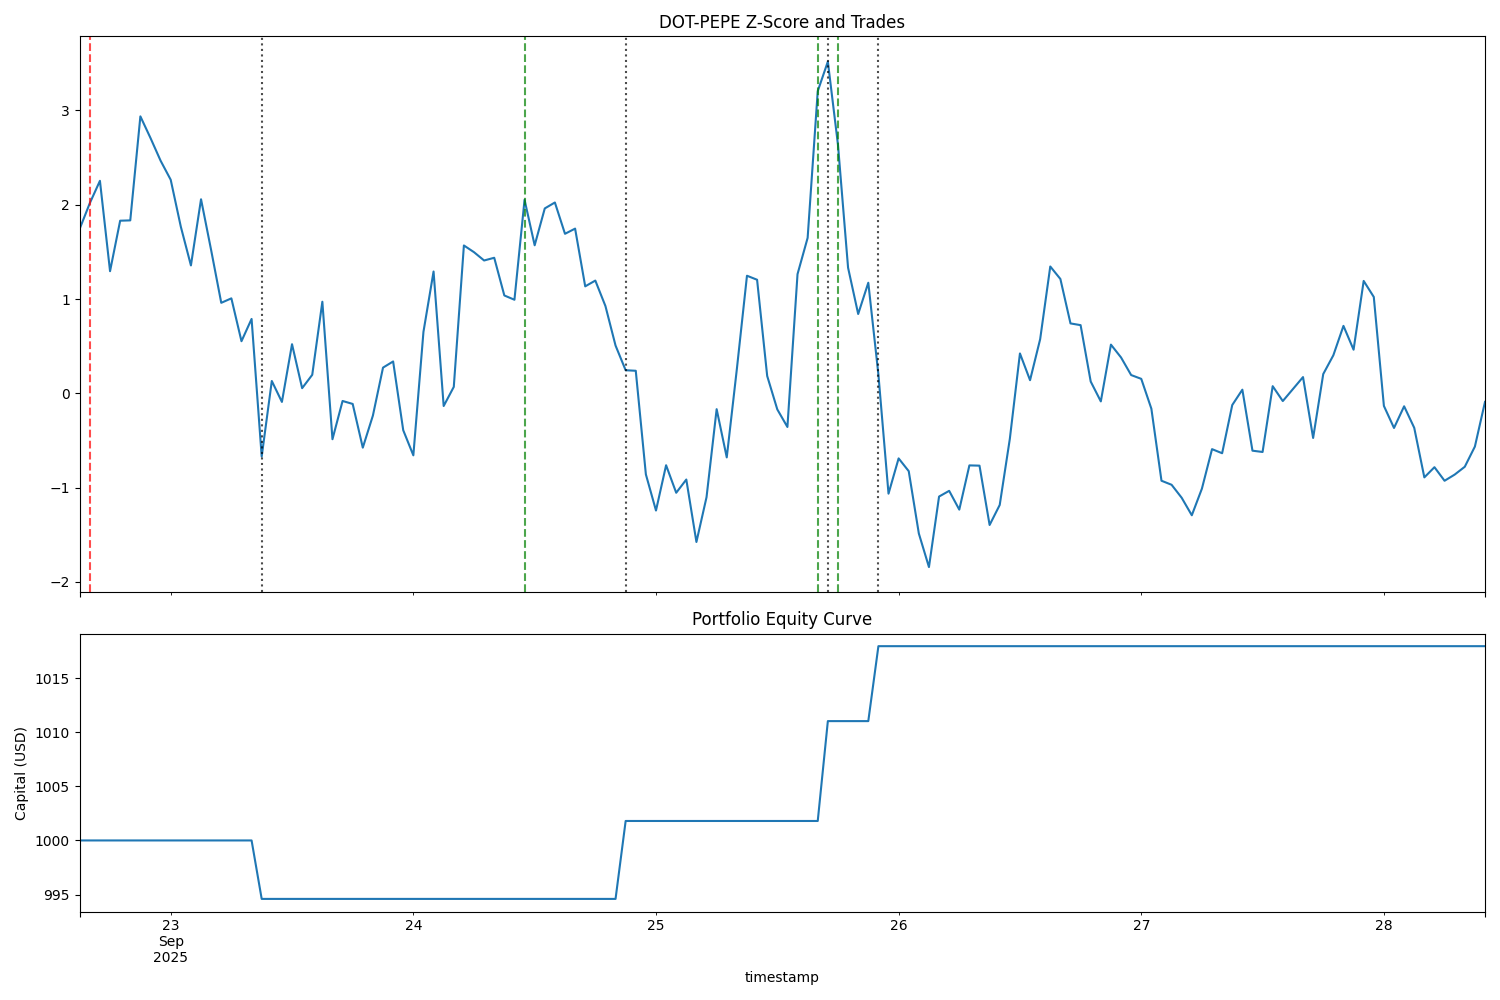 DOT-PEPE Z-Score and Trades
3
2
1
0
−1
−2
Portfolio Equity Curve
Capital (USD)
1015
1010
1005
1000
995
23 24 25 26 27 28
Sep
2025
timestamp